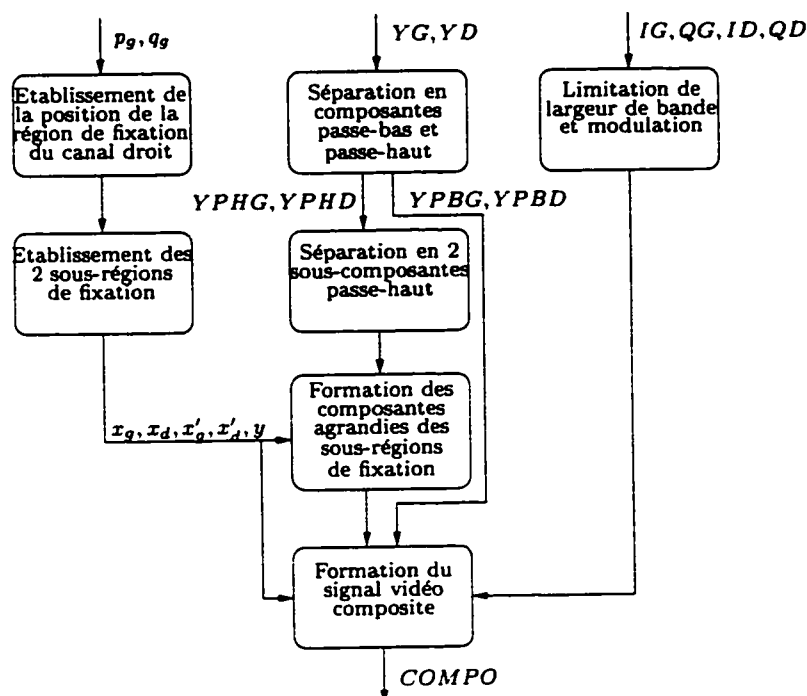 p_g, q_g
YG, YD
IG, QG, ID, QD
Etablissement de
la position de la
région de fixation
du canal droit
Séparation en
composantes
passe-bas et
passe-haut
Limitation de
largeur de bande
et modulation
YPHG, YPHD
YPBG, YPBD
Etablissement des
2 sous-régions
de fixation
Séparation en 2
sous-composantes
passe-haut
x_g, x_d, x'_g, x'_d, y
Formation des
composantes
agrandies des
sous-régions
de fixation
Formation du
signal vidéo
composite
COMPO